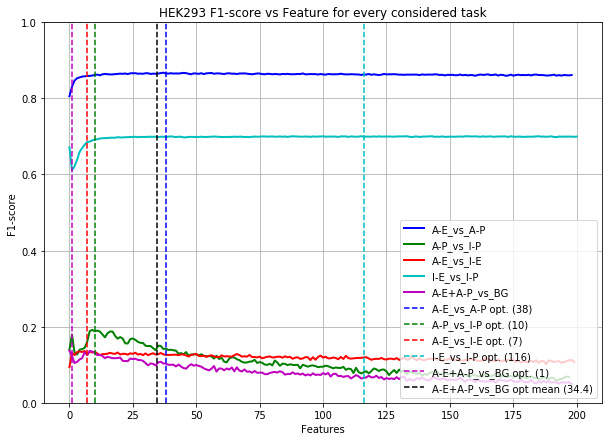 HEK293 F1-score vs Feature for every considered task
1.0
0.8
0.6
0.4
0.2
0.0
F1-score
0 25 50 75 100 125 150 175 200
Features
A-E_vs_A-P
A-P_vs_I-P
A-E_vs_I-E
I-E_vs_I-P
A-E+A-P_vs_BG
A-E_vs_A-P opt. (38)
A-P_vs_I-P opt. (10)
A-E_vs_I-E opt. (7)
I-E_vs_I-P opt. (116)
A-E+A-P_vs_BG opt. (1)
A-E+A-P_vs_BG opt mean (34.4)